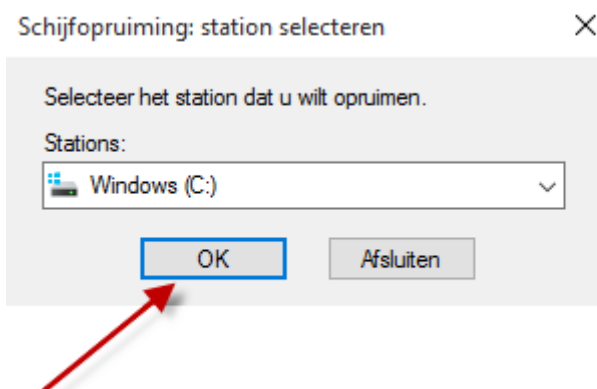 Schijfopruiming: station selecteren
Selecteer het station dat u wilt opruimen.
Stations:
Windows (C:)
OK
Afsluiten